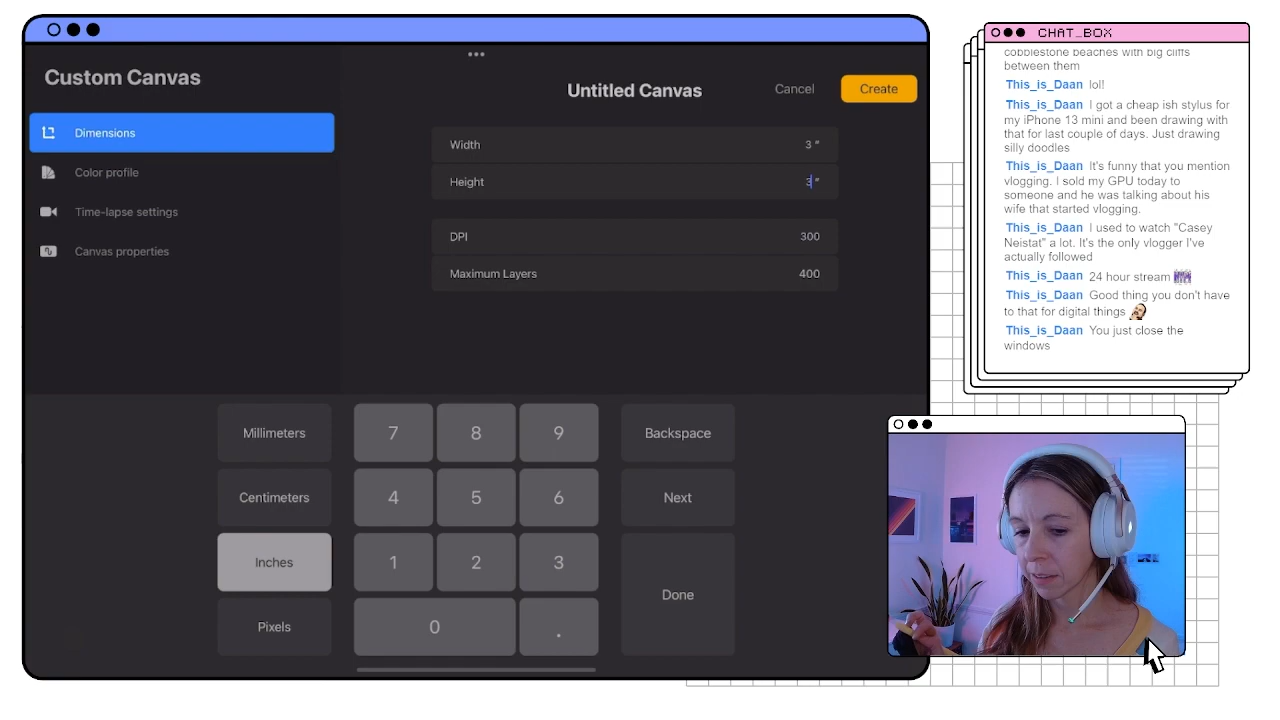 Custom Canvas
Dimensions
Color profile
Time-lapse settings
Canvas properties
Untitled Canvas
Cancel
Create
Width 3 "
Height 3 "
DPI 300
Maximum Layers 400
Millimeters 7 8 9 Backspace
Centimeters 4 5 6 Next
Inches 1 2 3 Done
Pixels 0 .
CHAT_BOX
cobblestone beaches with big cliffs
between them
This_is_Daan lol!
This_is_Daan I got a cheap ish stylus for
my iPhone 13 mini and been drawing with
that for last couple of days. Just drawing
silly doodles
This_is_Daan It's funny that you mention
vlogging. I sold my GPU today to
someone and he was talking about his
wife that started vlogging.
This_is_Daan I used to watch "Casey
Neistat" a lot. It's the only vlogger I've
actually followed
This_is_Daan 24 hour stream
This_is_Daan Good thing you don't have
to that for digital things
This_is_Daan You just close the
windows